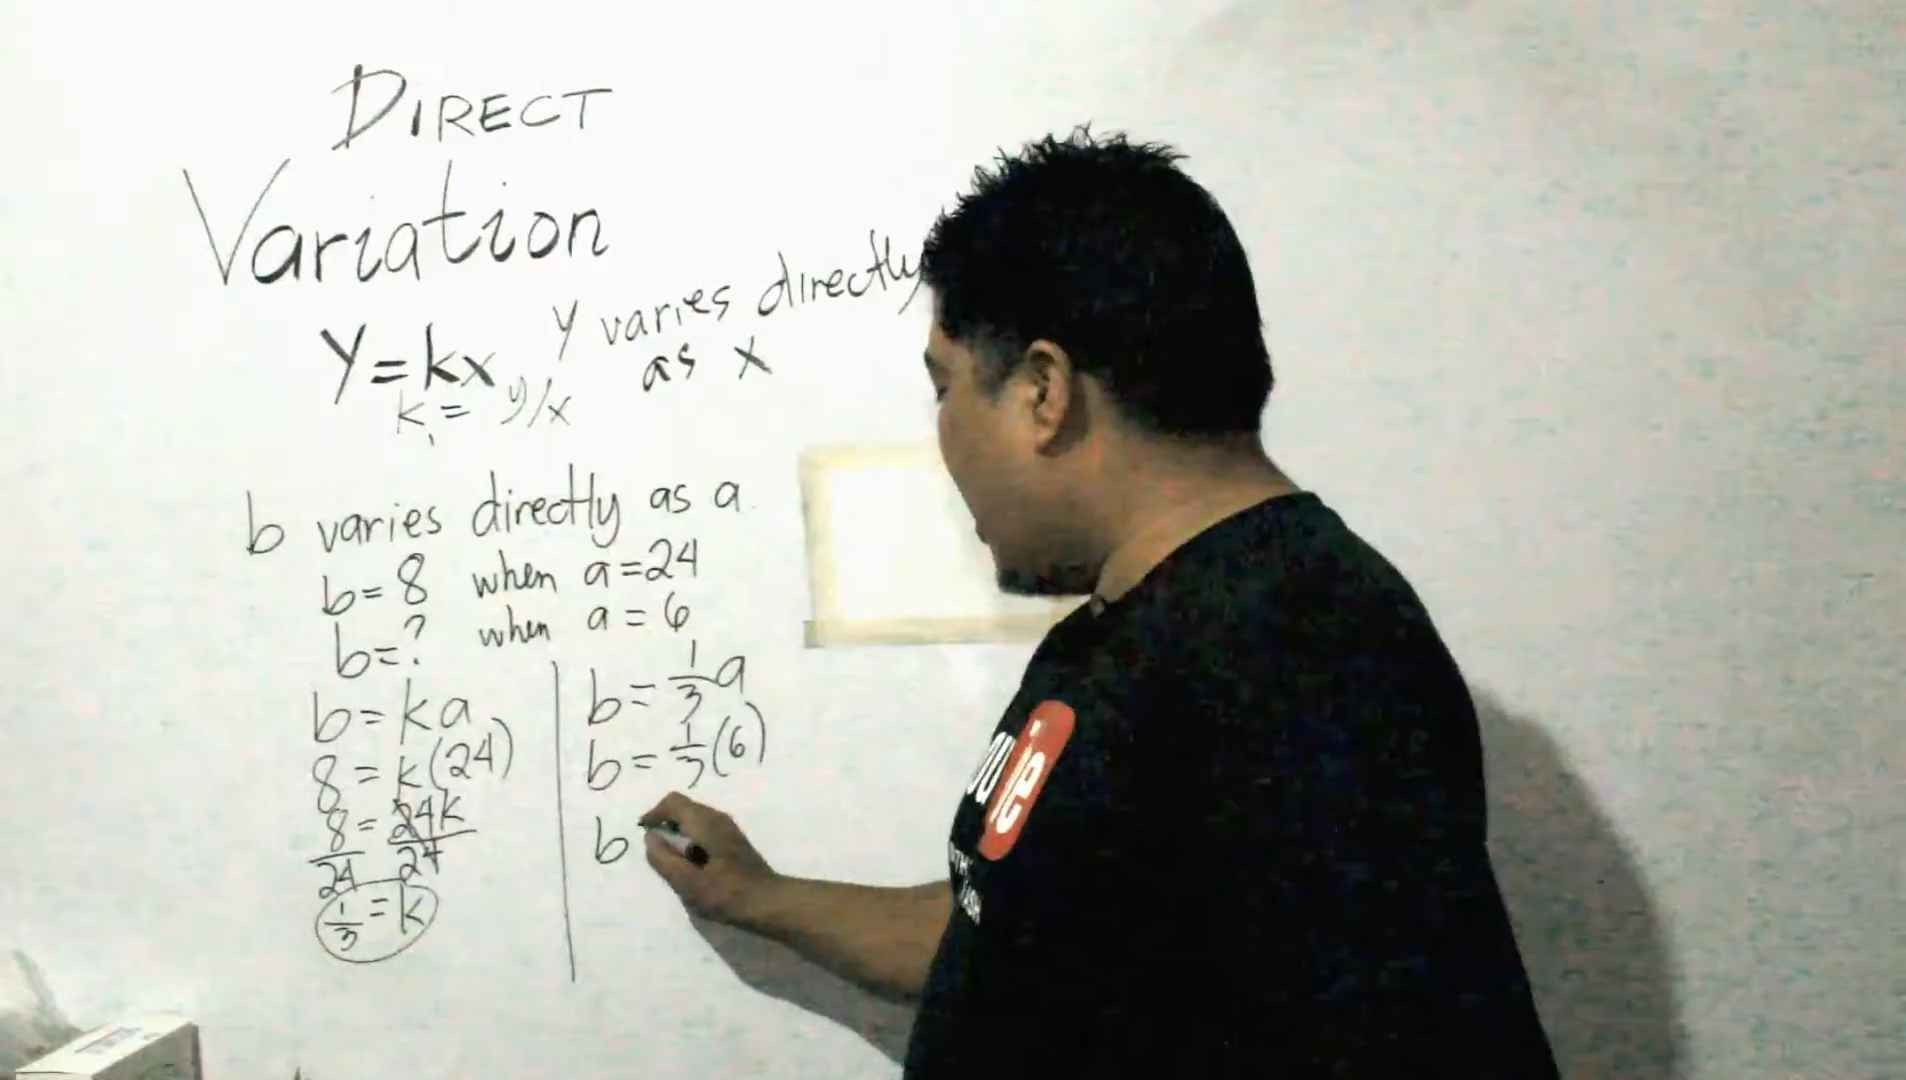 DIRECT
Variation
Y varies directly
as x
Y=kx
k = y/x
b varies directly as a
b = 8 when a = 24
b = ? when a = 6
b = ka
8 = k(24)
8/24 = 24k/24
1/3 = k
b = 1/3 a
b = 1/3 (6)
b